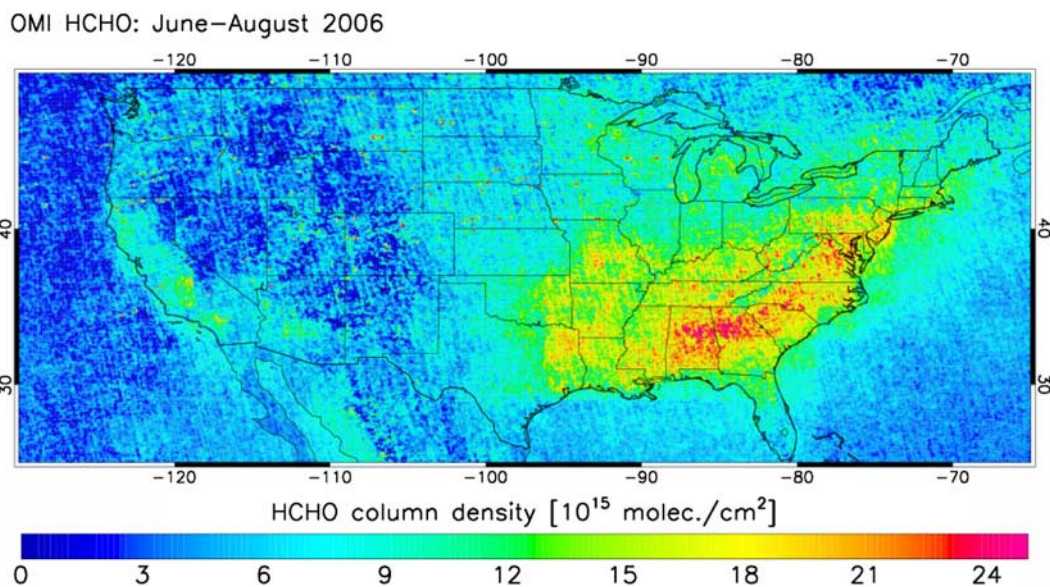 OMI HCHO: June–August 2006
−120 −110 −100 −90 −80 −70
40 40
30 30
−120 −110 −100 −90 −80 −70
HCHO column density [10¹⁵ molec./cm²]
0 3 6 9 12 15 18 21 24